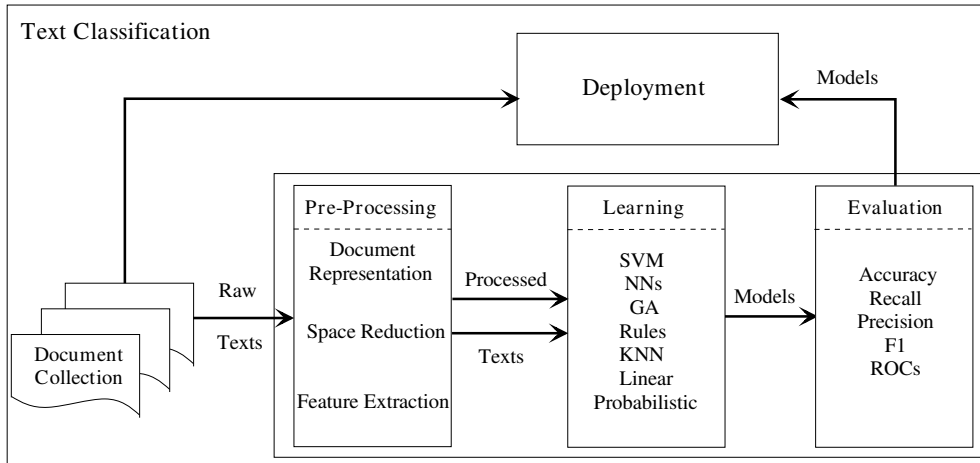 Text Classification
Deployment
Models
Pre-Processing
Document
Representation
Space Reduction
Feature Extraction
Learning
SVM
NNs
GA
Rules
KNN
Linear
Probabilistic
Evaluation
Accuracy
Recall
Precision
F1
ROCs
Raw
Texts
Processed
Texts
Models
Document
Collection